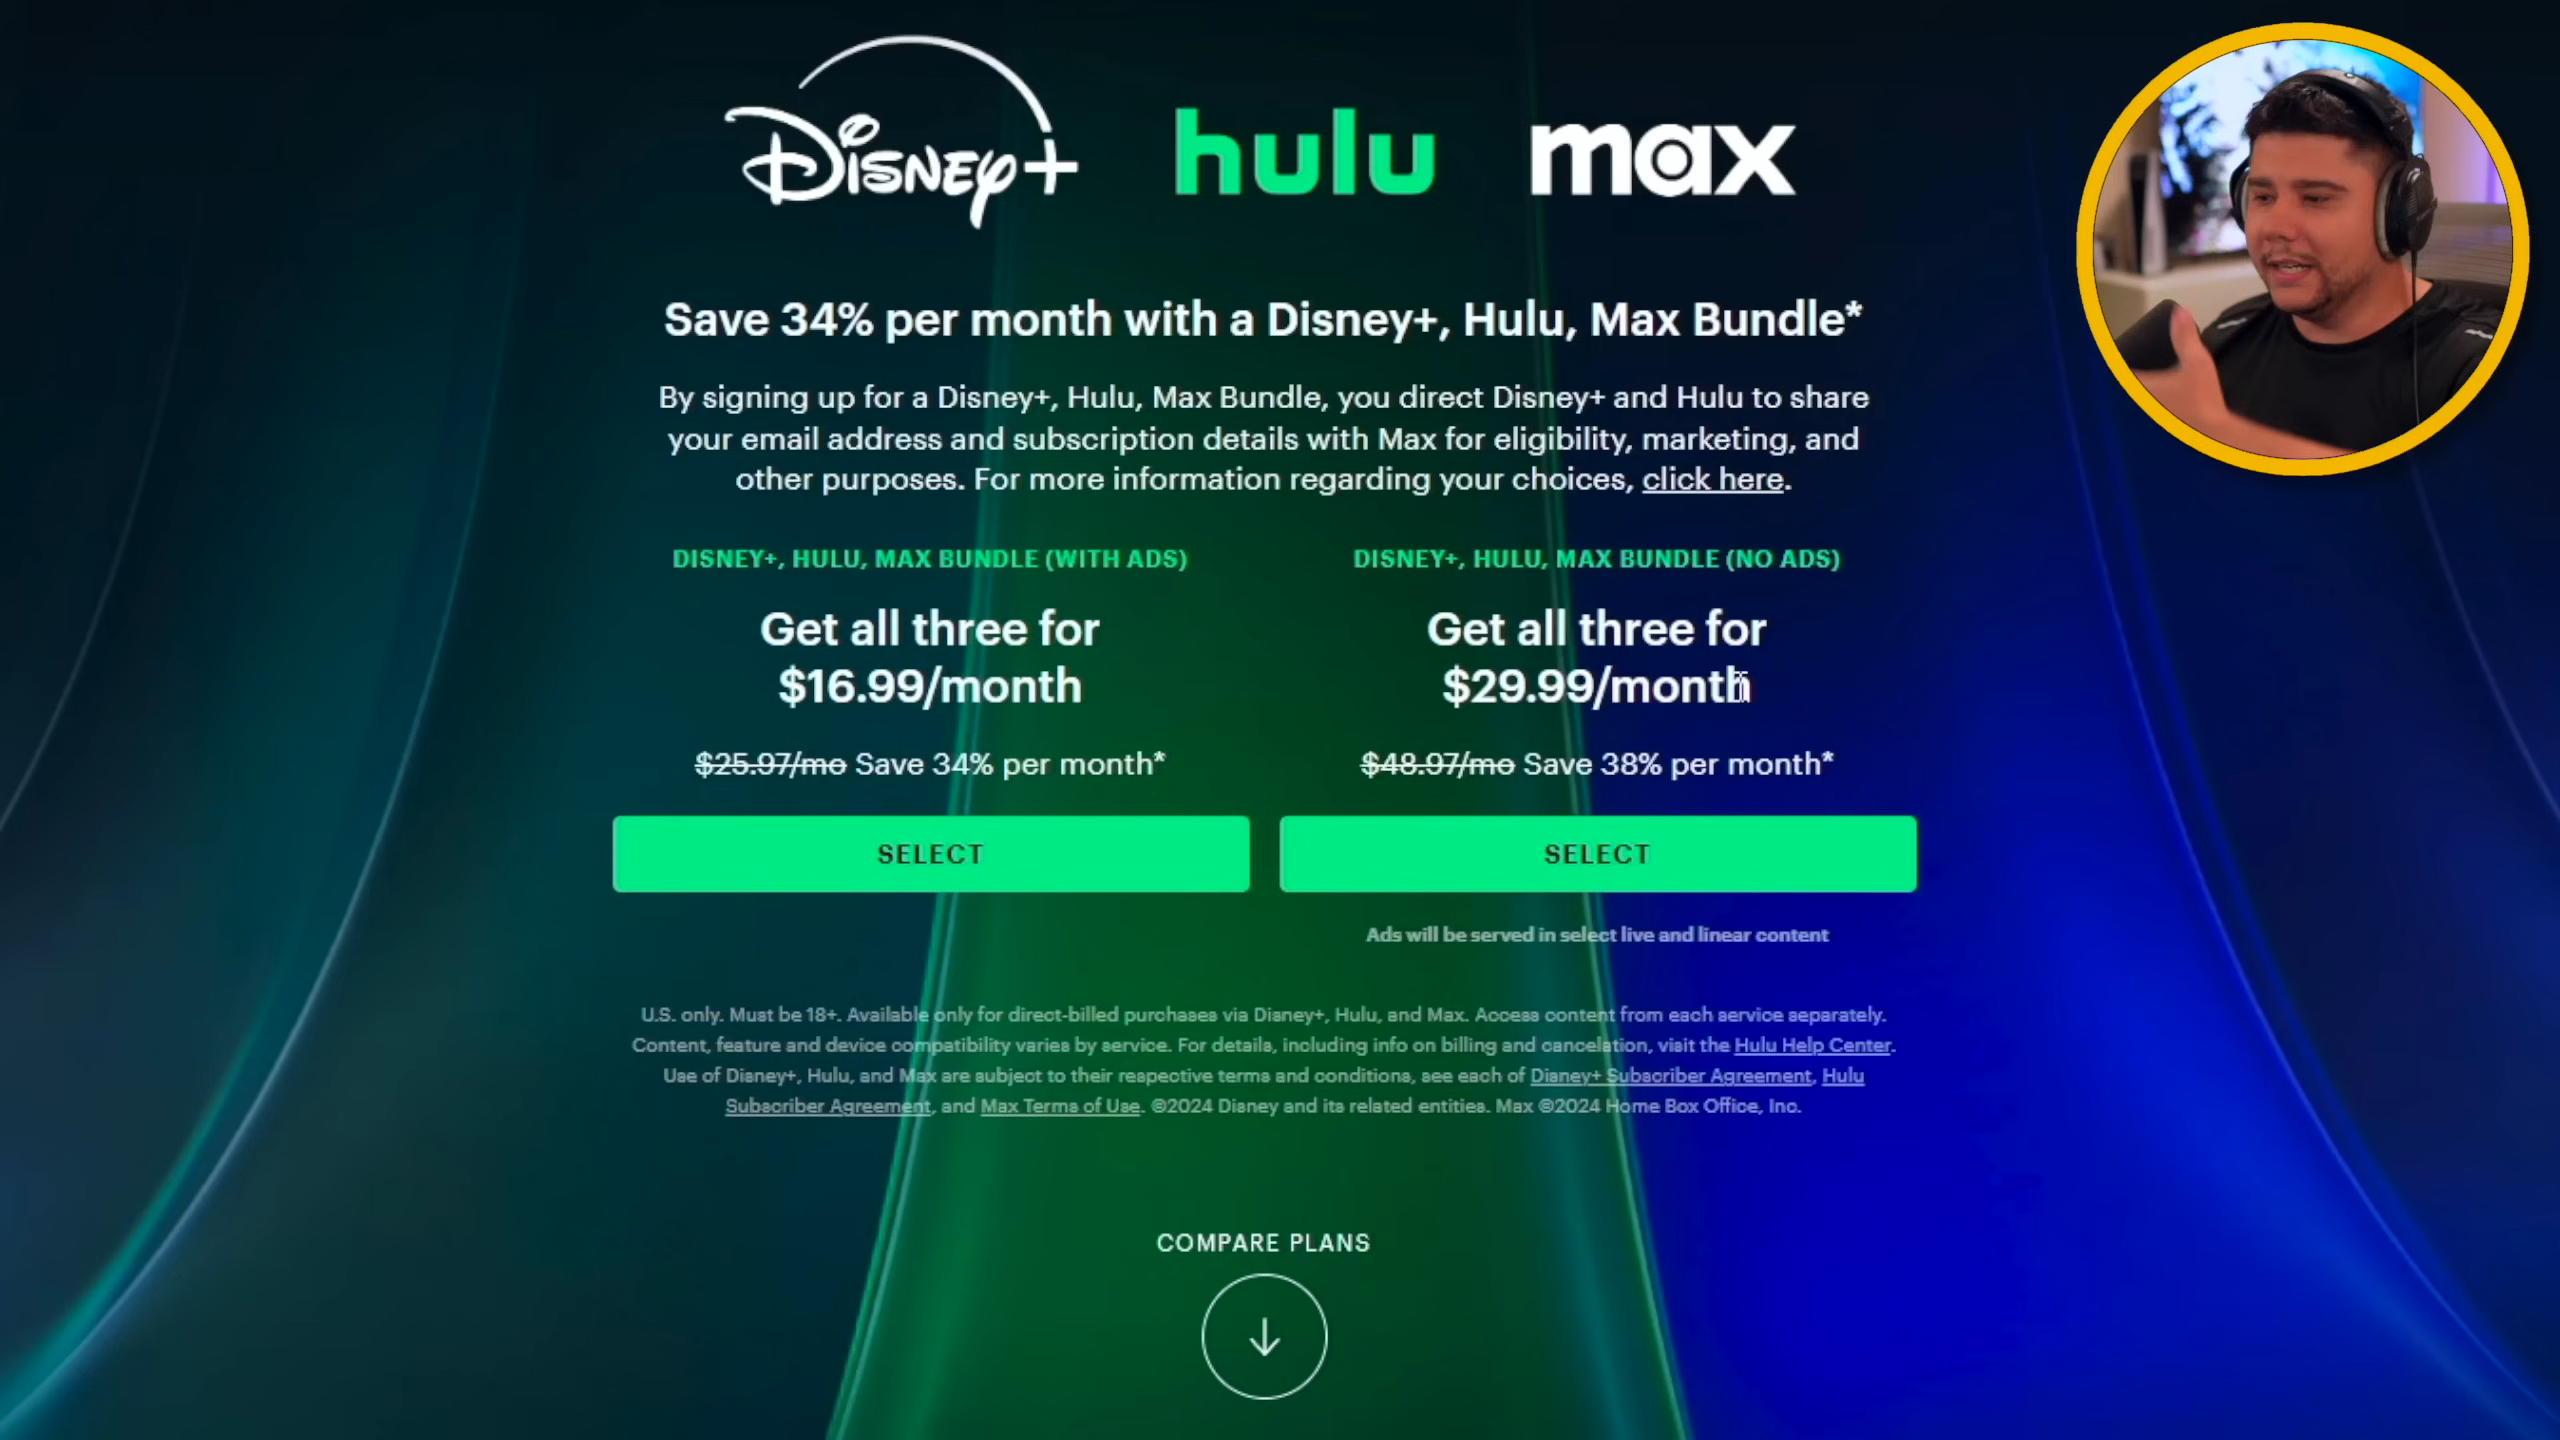 Disney+ hulu max
Save 34% per month with a Disney+, Hulu, Max Bundle*
By signing up for a Disney+, Hulu, Max Bundle, you direct Disney+ and Hulu to share
your email address and subscription details with Max for eligibility, marketing, and
other purposes. For more information regarding your choices, click here.
DISNEY+, HULU, MAX BUNDLE (WITH ADS)
Get all three for
$16.99/month
$25.97/mo Save 34% per month*
SELECT
DISNEY+, HULU, MAX BUNDLE (NO ADS)
Get all three for
$29.99/month
$48.97/mo Save 38% per month*
SELECT
Ads will be served in select live and linear content
U.S. only. Must be 18+. Available only for direct-billed purchases via Disney+, Hulu, and Max. Access content from each service separately.
Content, feature and device compatibility varies by service. For details, including info on billing and cancelation, visit the Hulu Help Center.
Use of Disney+, Hulu, and Max are subject to their respective terms and conditions, see each of Disney+ Subscriber Agreement, Hulu
Subscriber Agreement, and Max Terms of Use. ©2024 Disney and its related entities. Max ©2024 Home Box Office, Inc.
COMPARE PLANS